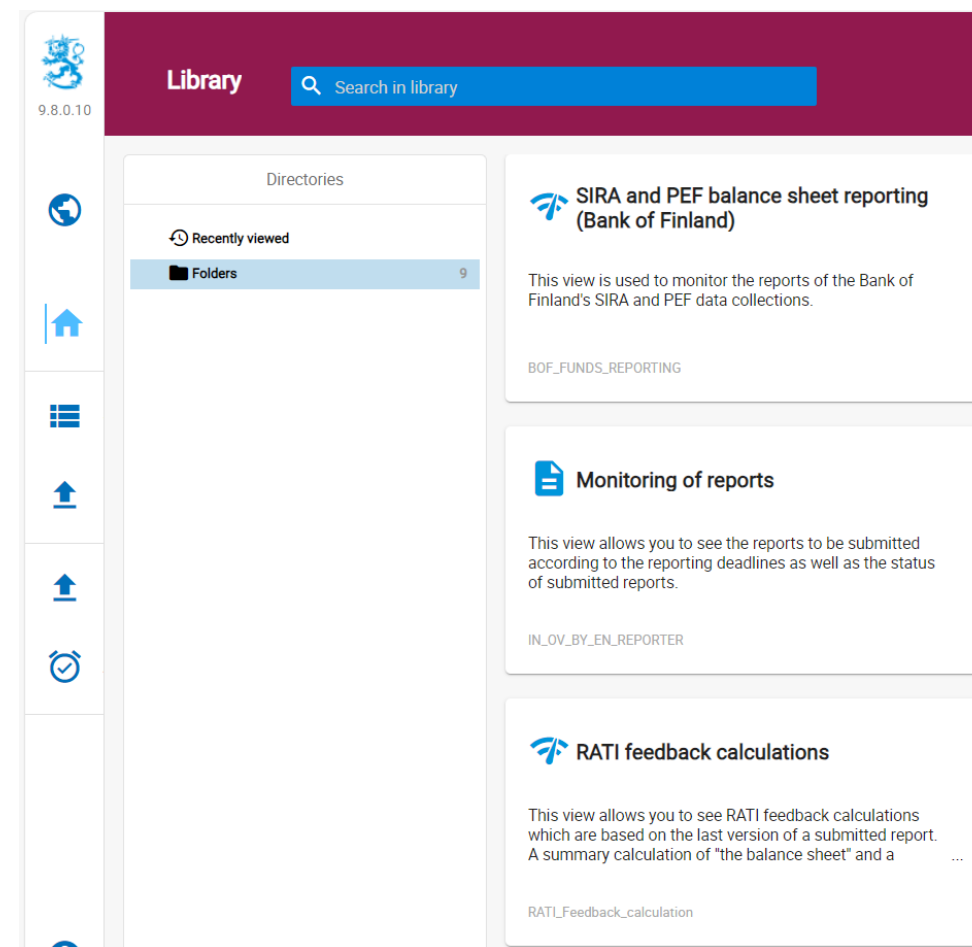 9.8.0.10
Library
Search in library
Directories
Recently viewed
Folders 9
SIRA and PEF balance sheet reporting
(Bank of Finland)
This view is used to monitor the reports of the Bank of
Finland's SIRA and PEF data collections.
BOF_FUNDS_REPORTING
Monitoring of reports
This view allows you to see the reports to be submitted
according to the reporting deadlines as well as the status
of submitted reports.
IN_OV_BY_EN_REPORTER
RATI feedback calculations
This view allows you to see RATI feedback calculations
which are based on the last version of a submitted report.
A summary calculation of "the balance sheet" and a ...
RATI_Feedback_calculation